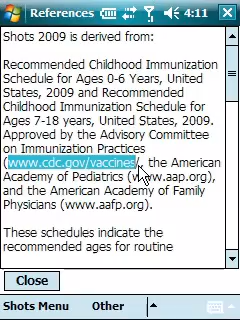 References 4:11
Shots 2009 is derived from:
Recommended Childhood Immunization
Schedule for Ages 0-6 Years, United
States, 2009 and Recommended
Childhood Immunization Schedule for
Ages 7-18 years, United States, 2009.
Approved by the Advisory Committee
on Immunization Practices
(www.cdc.gov/vaccines/, the American
Academy of Pediatrics (www.aap.org),
and the American Academy of Family
Physicians (www.aafp.org).
These schedules indicate the
recommended ages for routine
Close
Shots Menu Other